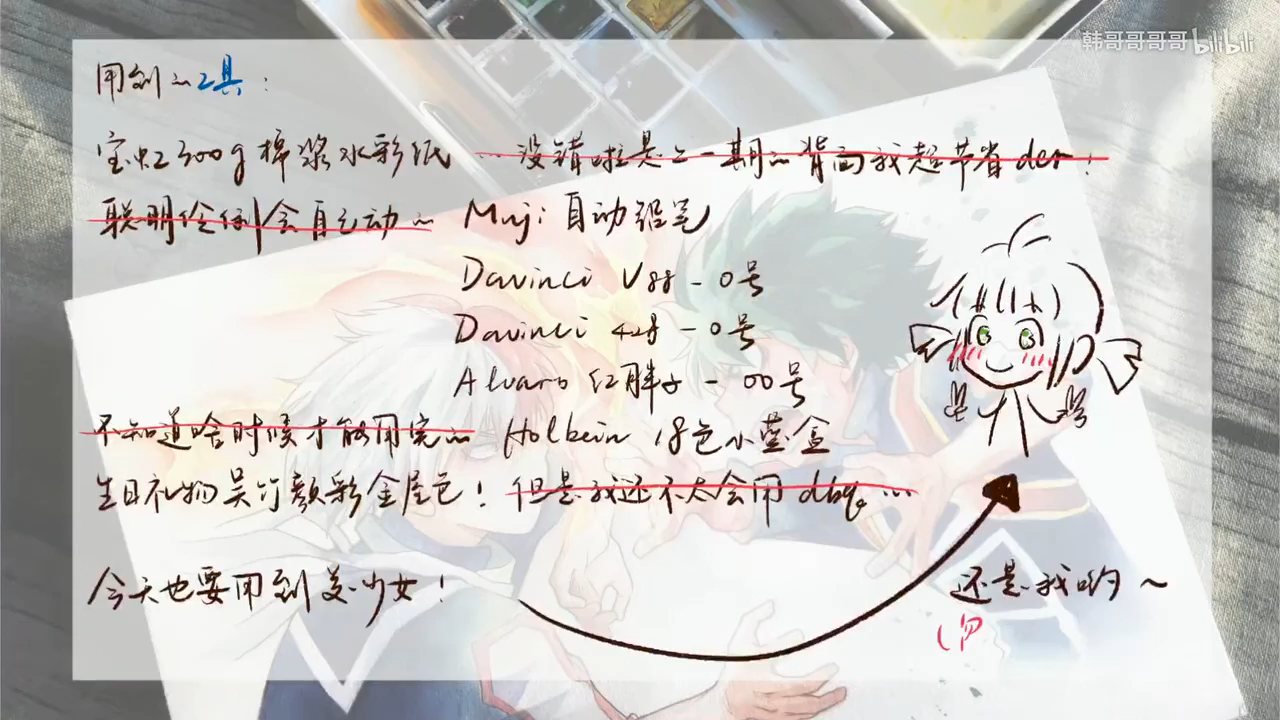 韩哥哥哥哥 bilibili
用到的工具：
宝虹300g棉浆水彩纸 …没错啦是上一期的背面我超节省der！
聪明绘倒会自己动的 Muji自动铅笔
Davinci V88-0号
Davinci 428-0号
Alvaro 红胖子-00号
不知道啥时候才能用完的 Holbein 18色小蓝盒
生日礼物吴竹颜彩金属色！但是我还不太会用dbq。…
今天也要用到美少女！
还是我哟～